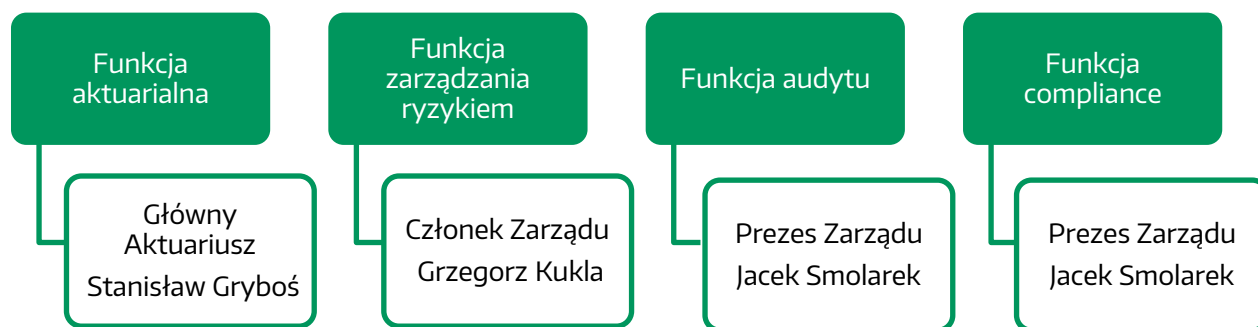 Funkcja
aktuarialna
Główny
Aktuariusz
Stanisław Gryboś
Funkcja
zarządzania
ryzykiem
Członek Zarządu
Grzegorz Kukla
Funkcja audytu
Prezes Zarządu
Jacek Smolarek
Funkcja
compliance
Prezes Zarządu
Jacek Smolarek